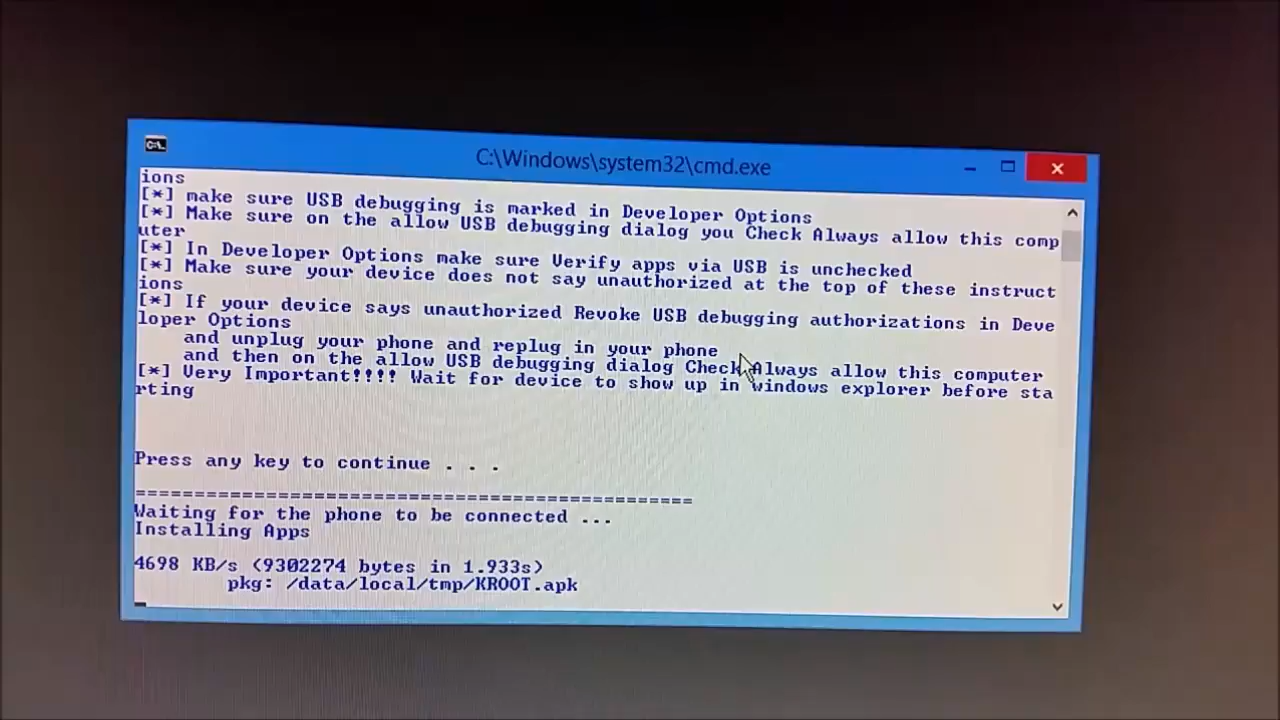 C:\Windows\system32\cmd.exe
ions
[*] make sure USB debugging is marked in Developer Options
[*] Make sure on the allow USB debugging dialog you Check Always allow this comp
uter
[*] In Developer Options make sure Verify apps via USB is unchecked
[*] Make sure your device does not say unauthorized at the top of these instruct
ions
[*] If your device says unauthorized Revoke USB debugging authorizations in Deve
loper Options
and unplug your phone and replug in your phone
and then on the allow USB debugging dialog Check Always allow this computer
[*] Very Important!!!! Wait for device to show up in windows explorer before sta
rting
Press any key to continue . . .
===============================================
Waiting for the phone to be connected ...
Installing Apps
4698 KB/s (9302274 bytes in 1.933s)
pkg: /data/local/tmp/KROOT.apk